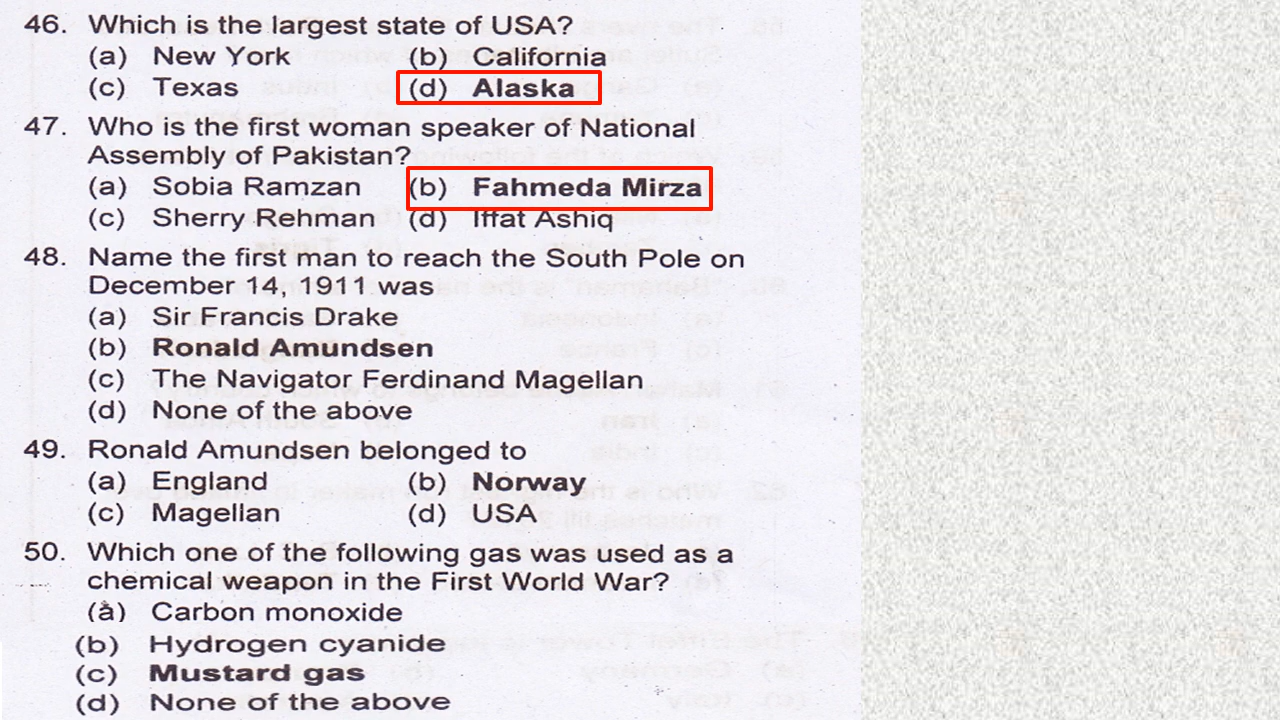 46. Which is the largest state of USA?
(a) New York (b) California
(c) Texas (d) Alaska
47. Who is the first woman speaker of National
Assembly of Pakistan?
(a) Sobia Ramzan (b) Fahmeda Mirza
(c) Sherry Rehman (d) Iffat Ashiq
48. Name the first man to reach the South Pole on
December 14, 1911 was
(a) Sir Francis Drake
(b) Ronald Amundsen
(c) The Navigator Ferdinand Magellan
(d) None of the above
49. Ronald Amundsen belonged to
(a) England (b) Norway
(c) Magellan (d) USA
50. Which one of the following gas was used as a
chemical weapon in the First World War?
(a) Carbon monoxide
(b) Hydrogen cyanide
(c) Mustard gas
(d) None of the above